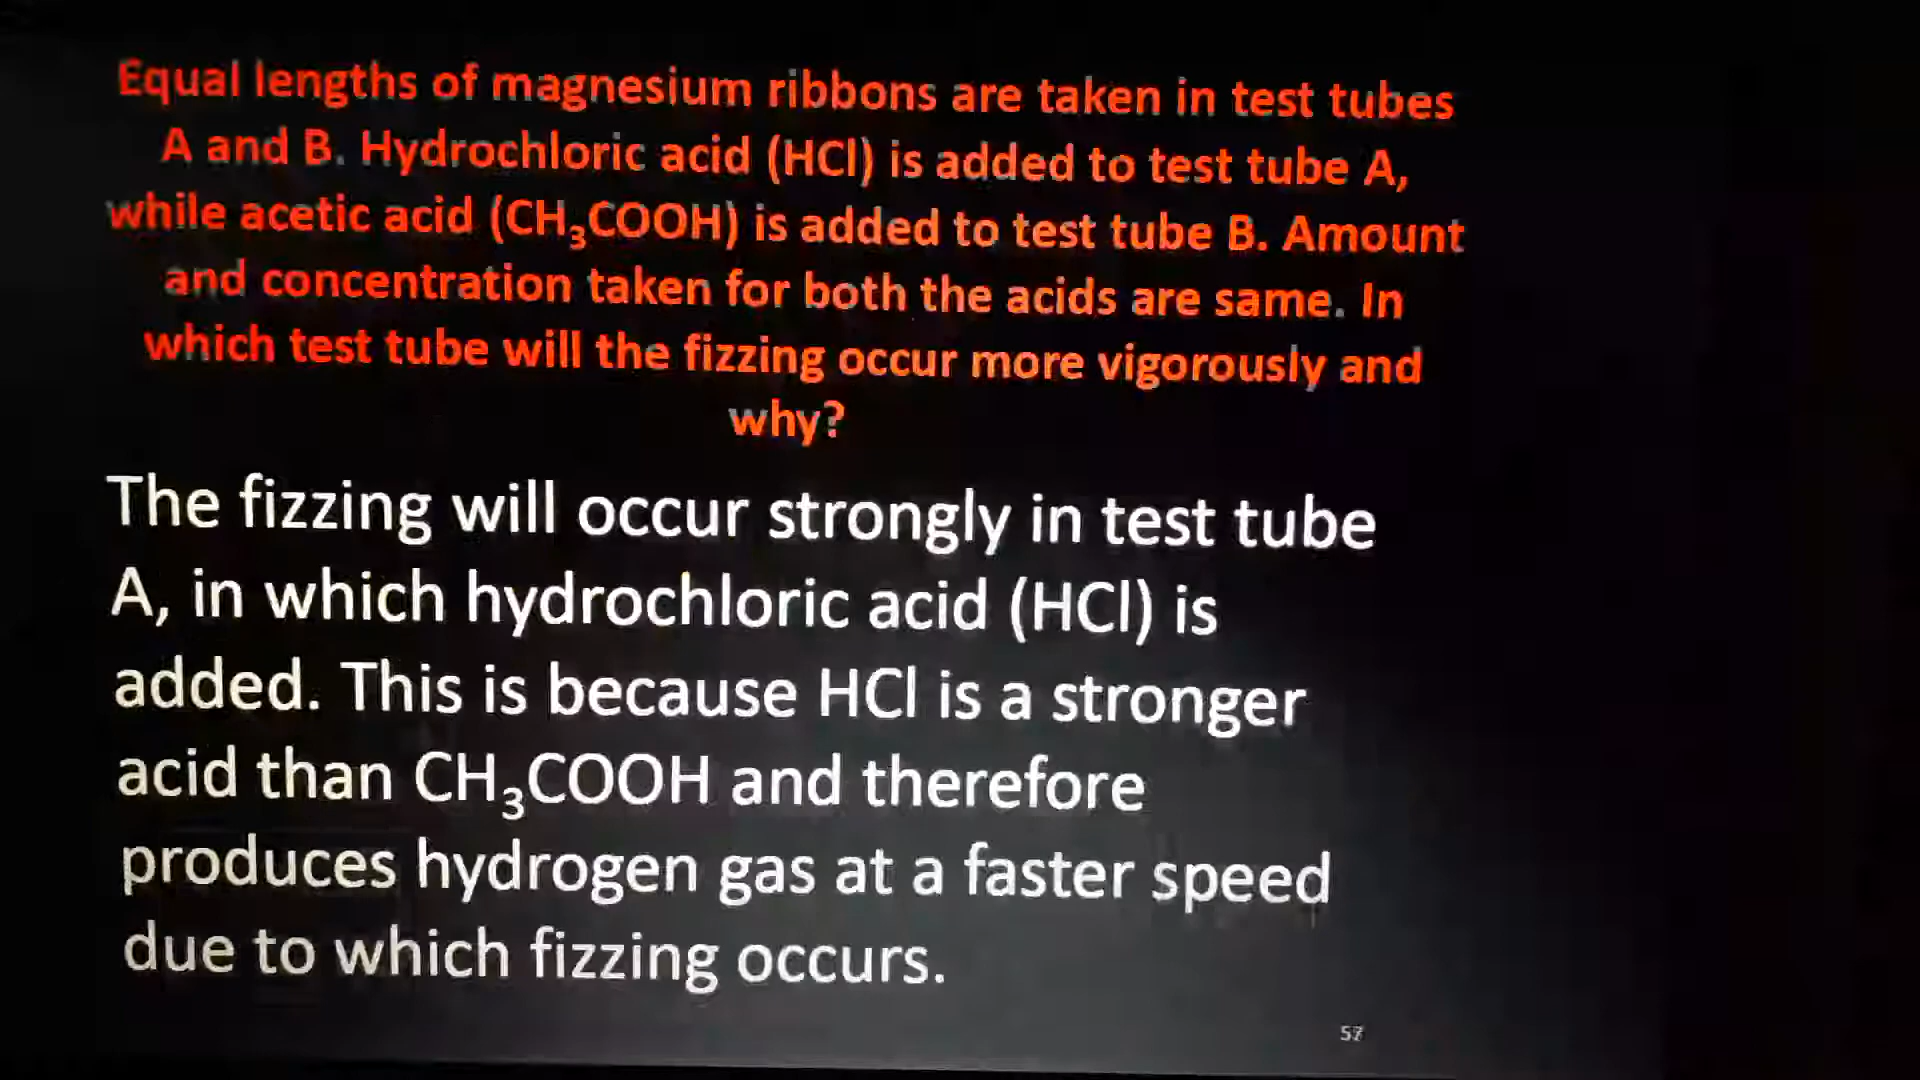 Equal lengths of magnesium ribbons are taken in test tubes
A and B. Hydrochloric acid (HCl) is added to test tube A,
while acetic acid (CH₃COOH) is added to test tube B. Amount
and concentration taken for both the acids are same. In
which test tube will the fizzing occur more vigorously and
why?
The fizzing will occur strongly in test tube
A, in which hydrochloric acid (HCl) is
added. This is because HCl is a stronger
acid than CH₃COOH and therefore
produces hydrogen gas at a faster speed
due to which fizzing occurs.
57